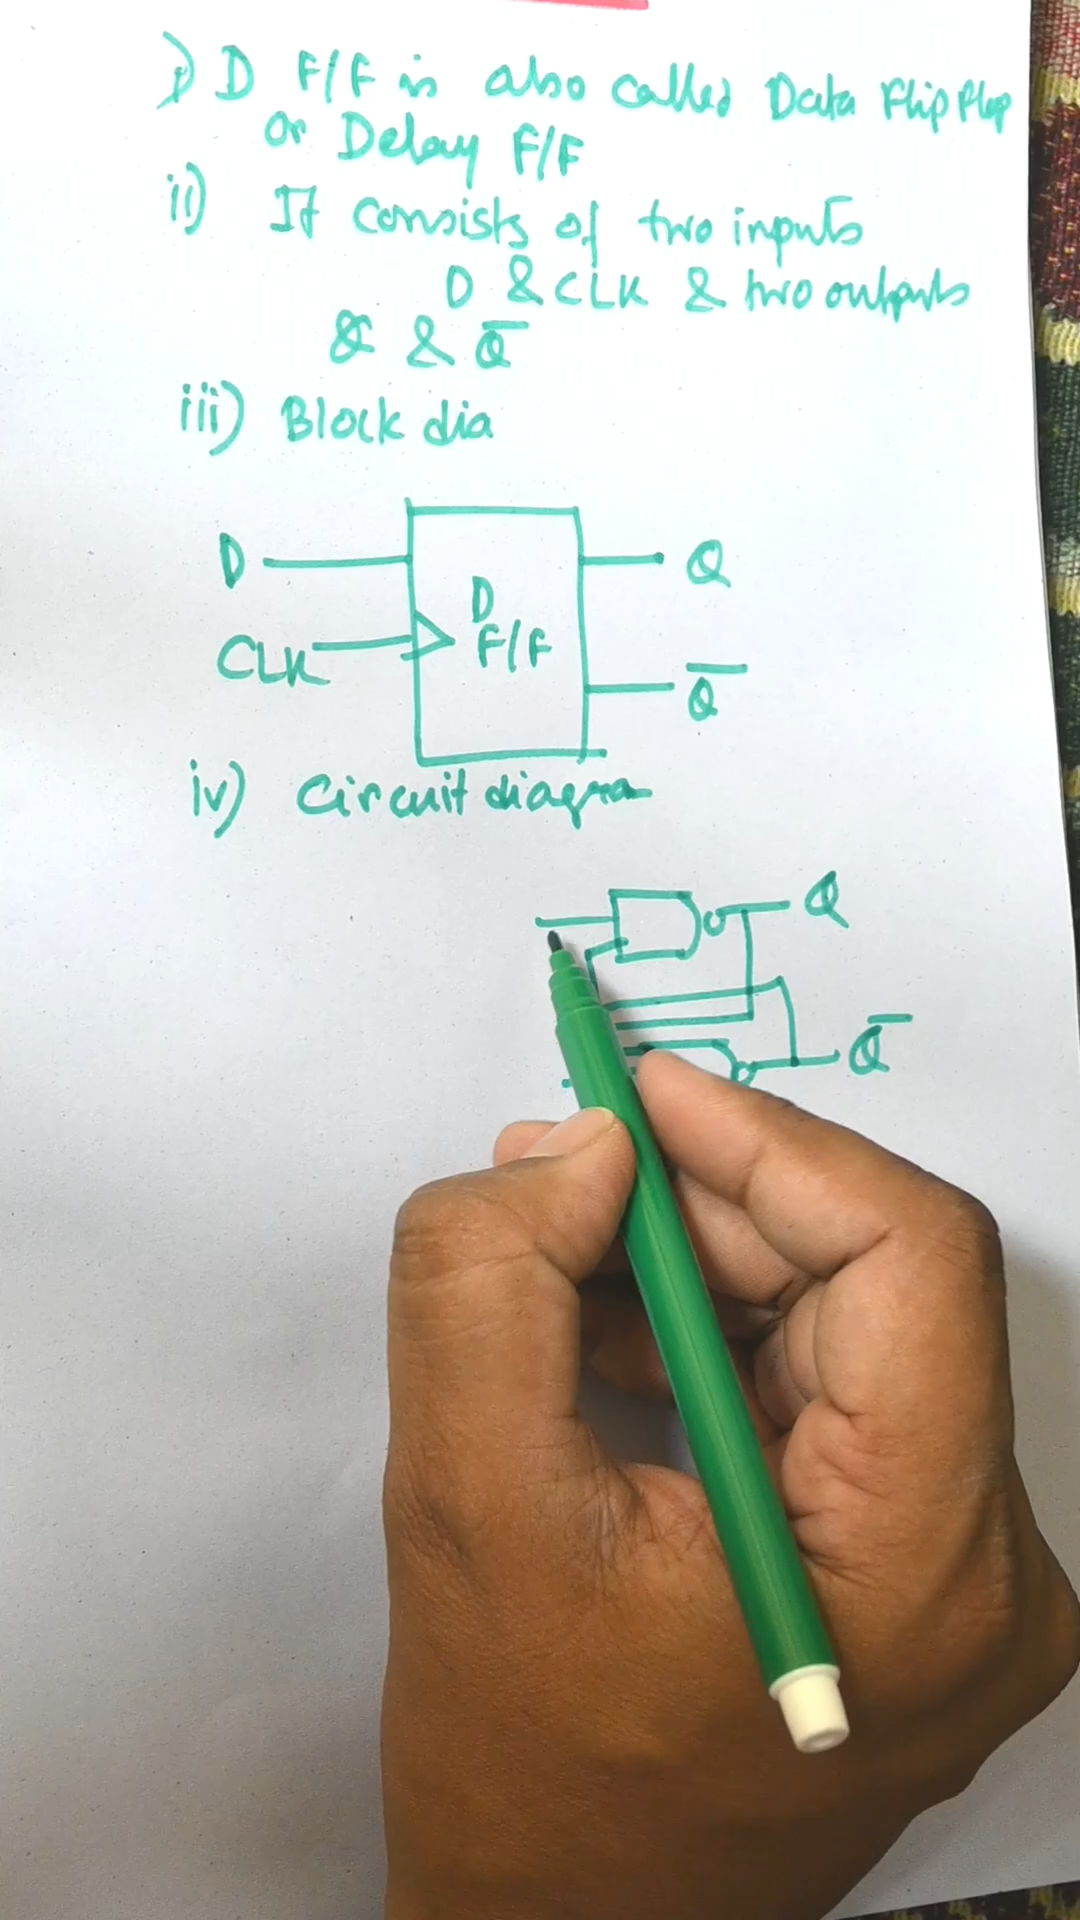 i) D F/F is also called Data Flip Flop
or Delay F/F
ii) It consists of two inputs
D & CLK & two outputs
Q & Q̅
iii) Block dia
D
Q
D
F/F
CLK
Q̅
iv) Circuit diagram
Q
Q̅